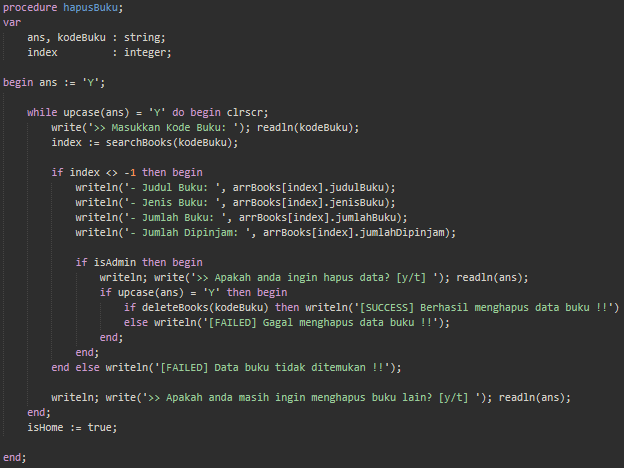 procedure hapusBuku;
var
    ans, kodeBuku : string;
    index         : integer;
begin ans := 'Y';
    while upcase(ans) = 'Y' do begin clrscr;
        write('>> Masukkan Kode Buku: '); readln(kodeBuku);
        index := searchBooks(kodeBuku);
        if index <> -1 then begin
            writeln('- Judul Buku: ', arrBooks[index].judulBuku);
            writeln('- Jenis Buku: ', arrBooks[index].jenisBuku);
            writeln('- Jumlah Buku: ', arrBooks[index].jumlahBuku);
            writeln('- Jumlah Dipinjam: ', arrBooks[index].jumlahDipinjam);
            if isAdmin then begin
                writeln; write('>> Apakah anda ingin hapus data? [y/t] '); readln(ans);
                if upcase(ans) = 'Y' then begin
                    if deleteBooks(kodeBuku) then writeln('[SUCCESS] Berhasil menghapus data buku !!')
                    else writeln('[FAILED] Gagal menghapus data buku !!');
                end;
            end;
        end else writeln('[FAILED] Data buku tidak ditemukan !!');
        writeln; write('>> Apakah anda masih ingin menghapus buku lain? [y/t] '); readln(ans);
    end;
    isHome := true;
end;